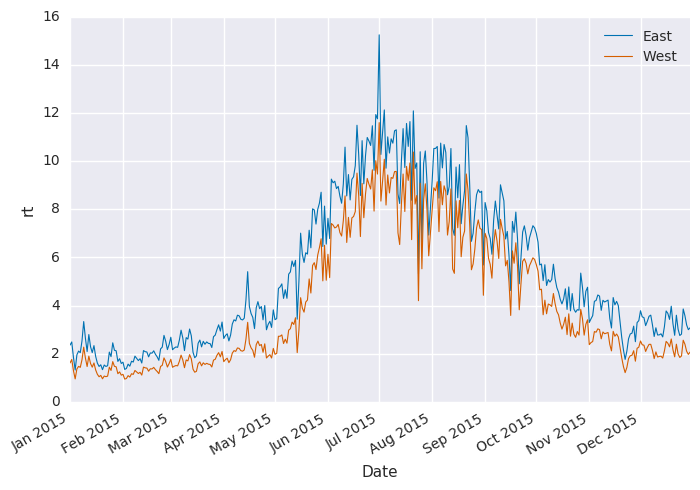 16
14
12
10
8
6
4
2
0
rt
East
West
Jan 2015
Feb 2015
Mar 2015
Apr 2015
May 2015
Jun 2015
Jul 2015
Aug 2015
Sep 2015
Oct 2015
Nov 2015
Dec 2015
Date